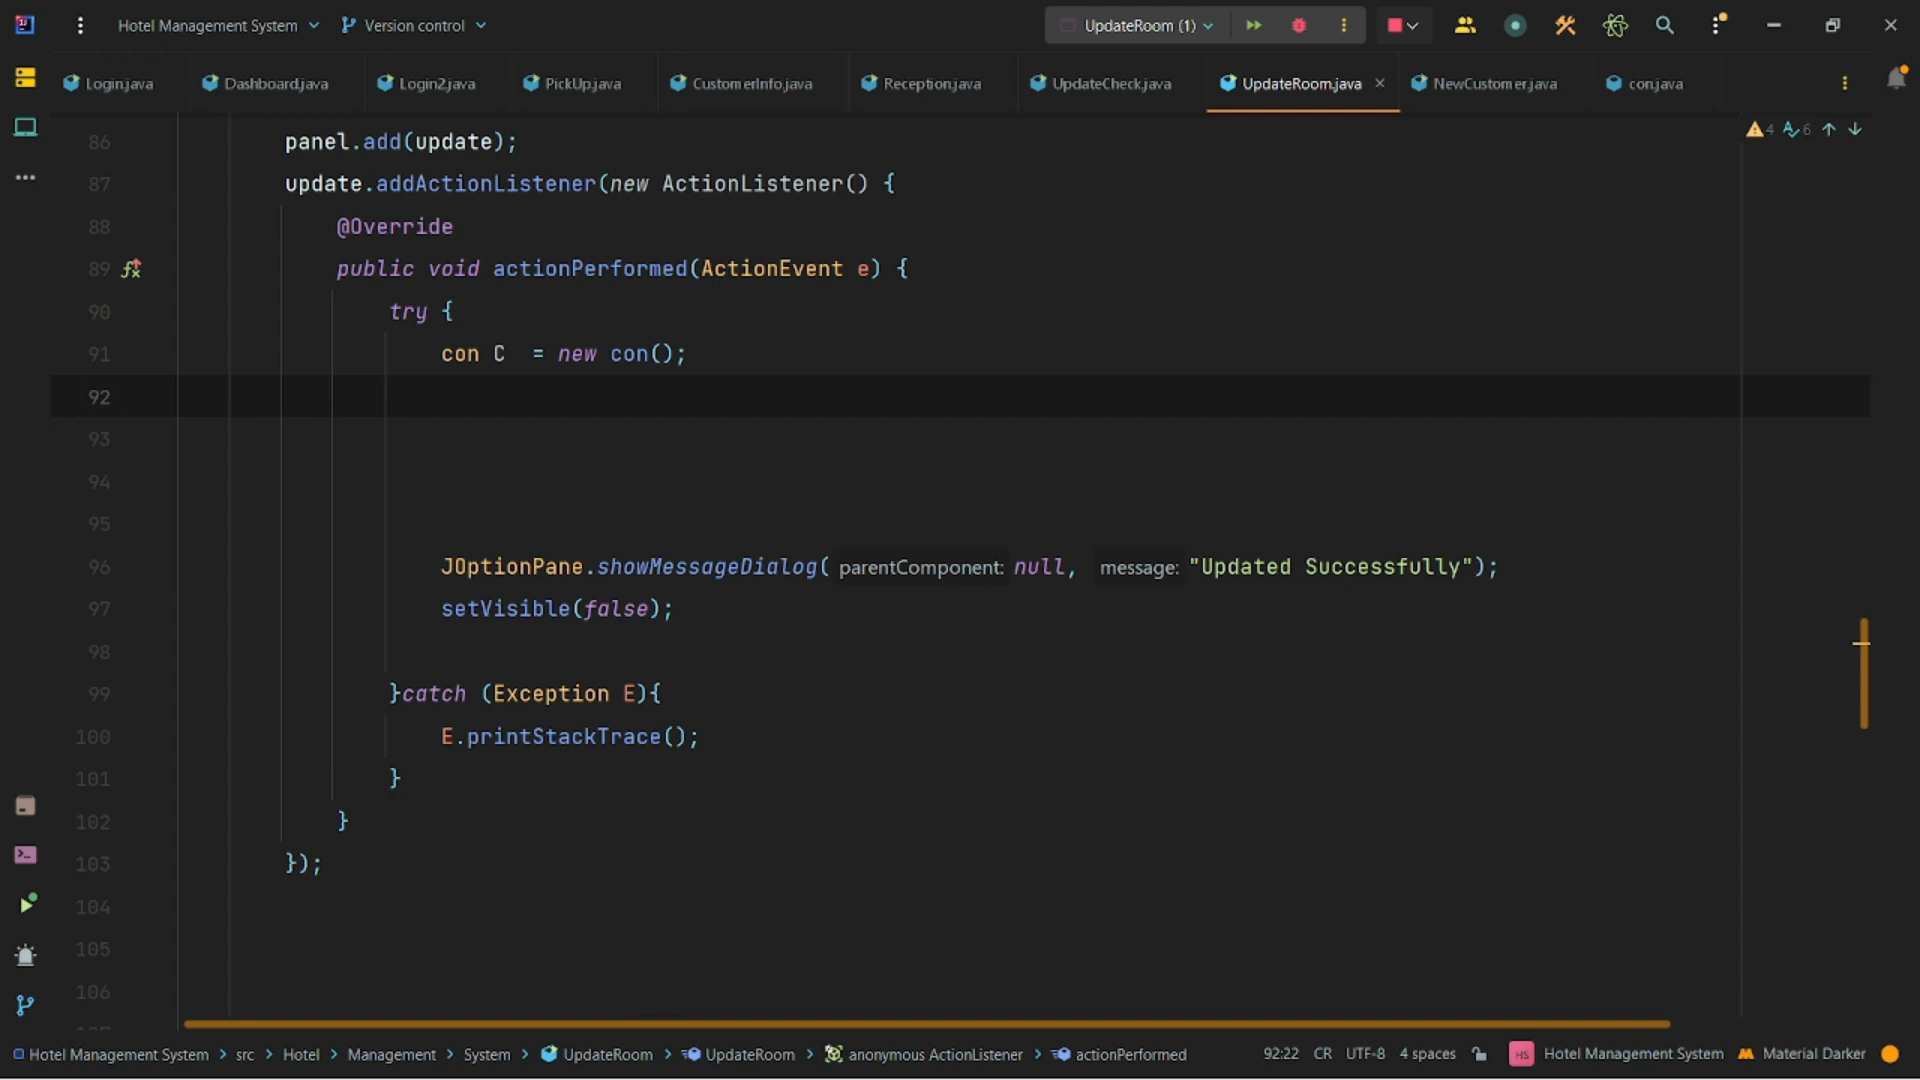 Hotel Management System Version control UpdateRoom (1)
Login.java Dashboard.java Login2.java PickUp.java CustomerInfo.java Reception.java UpdateCheck.java UpdateRoom.java NewCustomer.java con.java
4 6
86 panel.add(update);
87 update.addActionListener(new ActionListener() {
88 @Override
89 public void actionPerformed(ActionEvent e) {
90 try {
91 con C = new con();
92
93
94
95
96 JOptionPane.showMessageDialog( parentComponent: null, message: "Updated Successfully");
97 setVisible(false);
98
99 }catch (Exception E){
100 E.printStackTrace();
101 }
102 }
103 });
104
105
106
Hotel Management System > src > Hotel > Management > System > UpdateRoom > UpdateRoom > anonymous ActionListener > actionPerformed 92:22 CR UTF-8 4 spaces HS Hotel Management System Material Darker